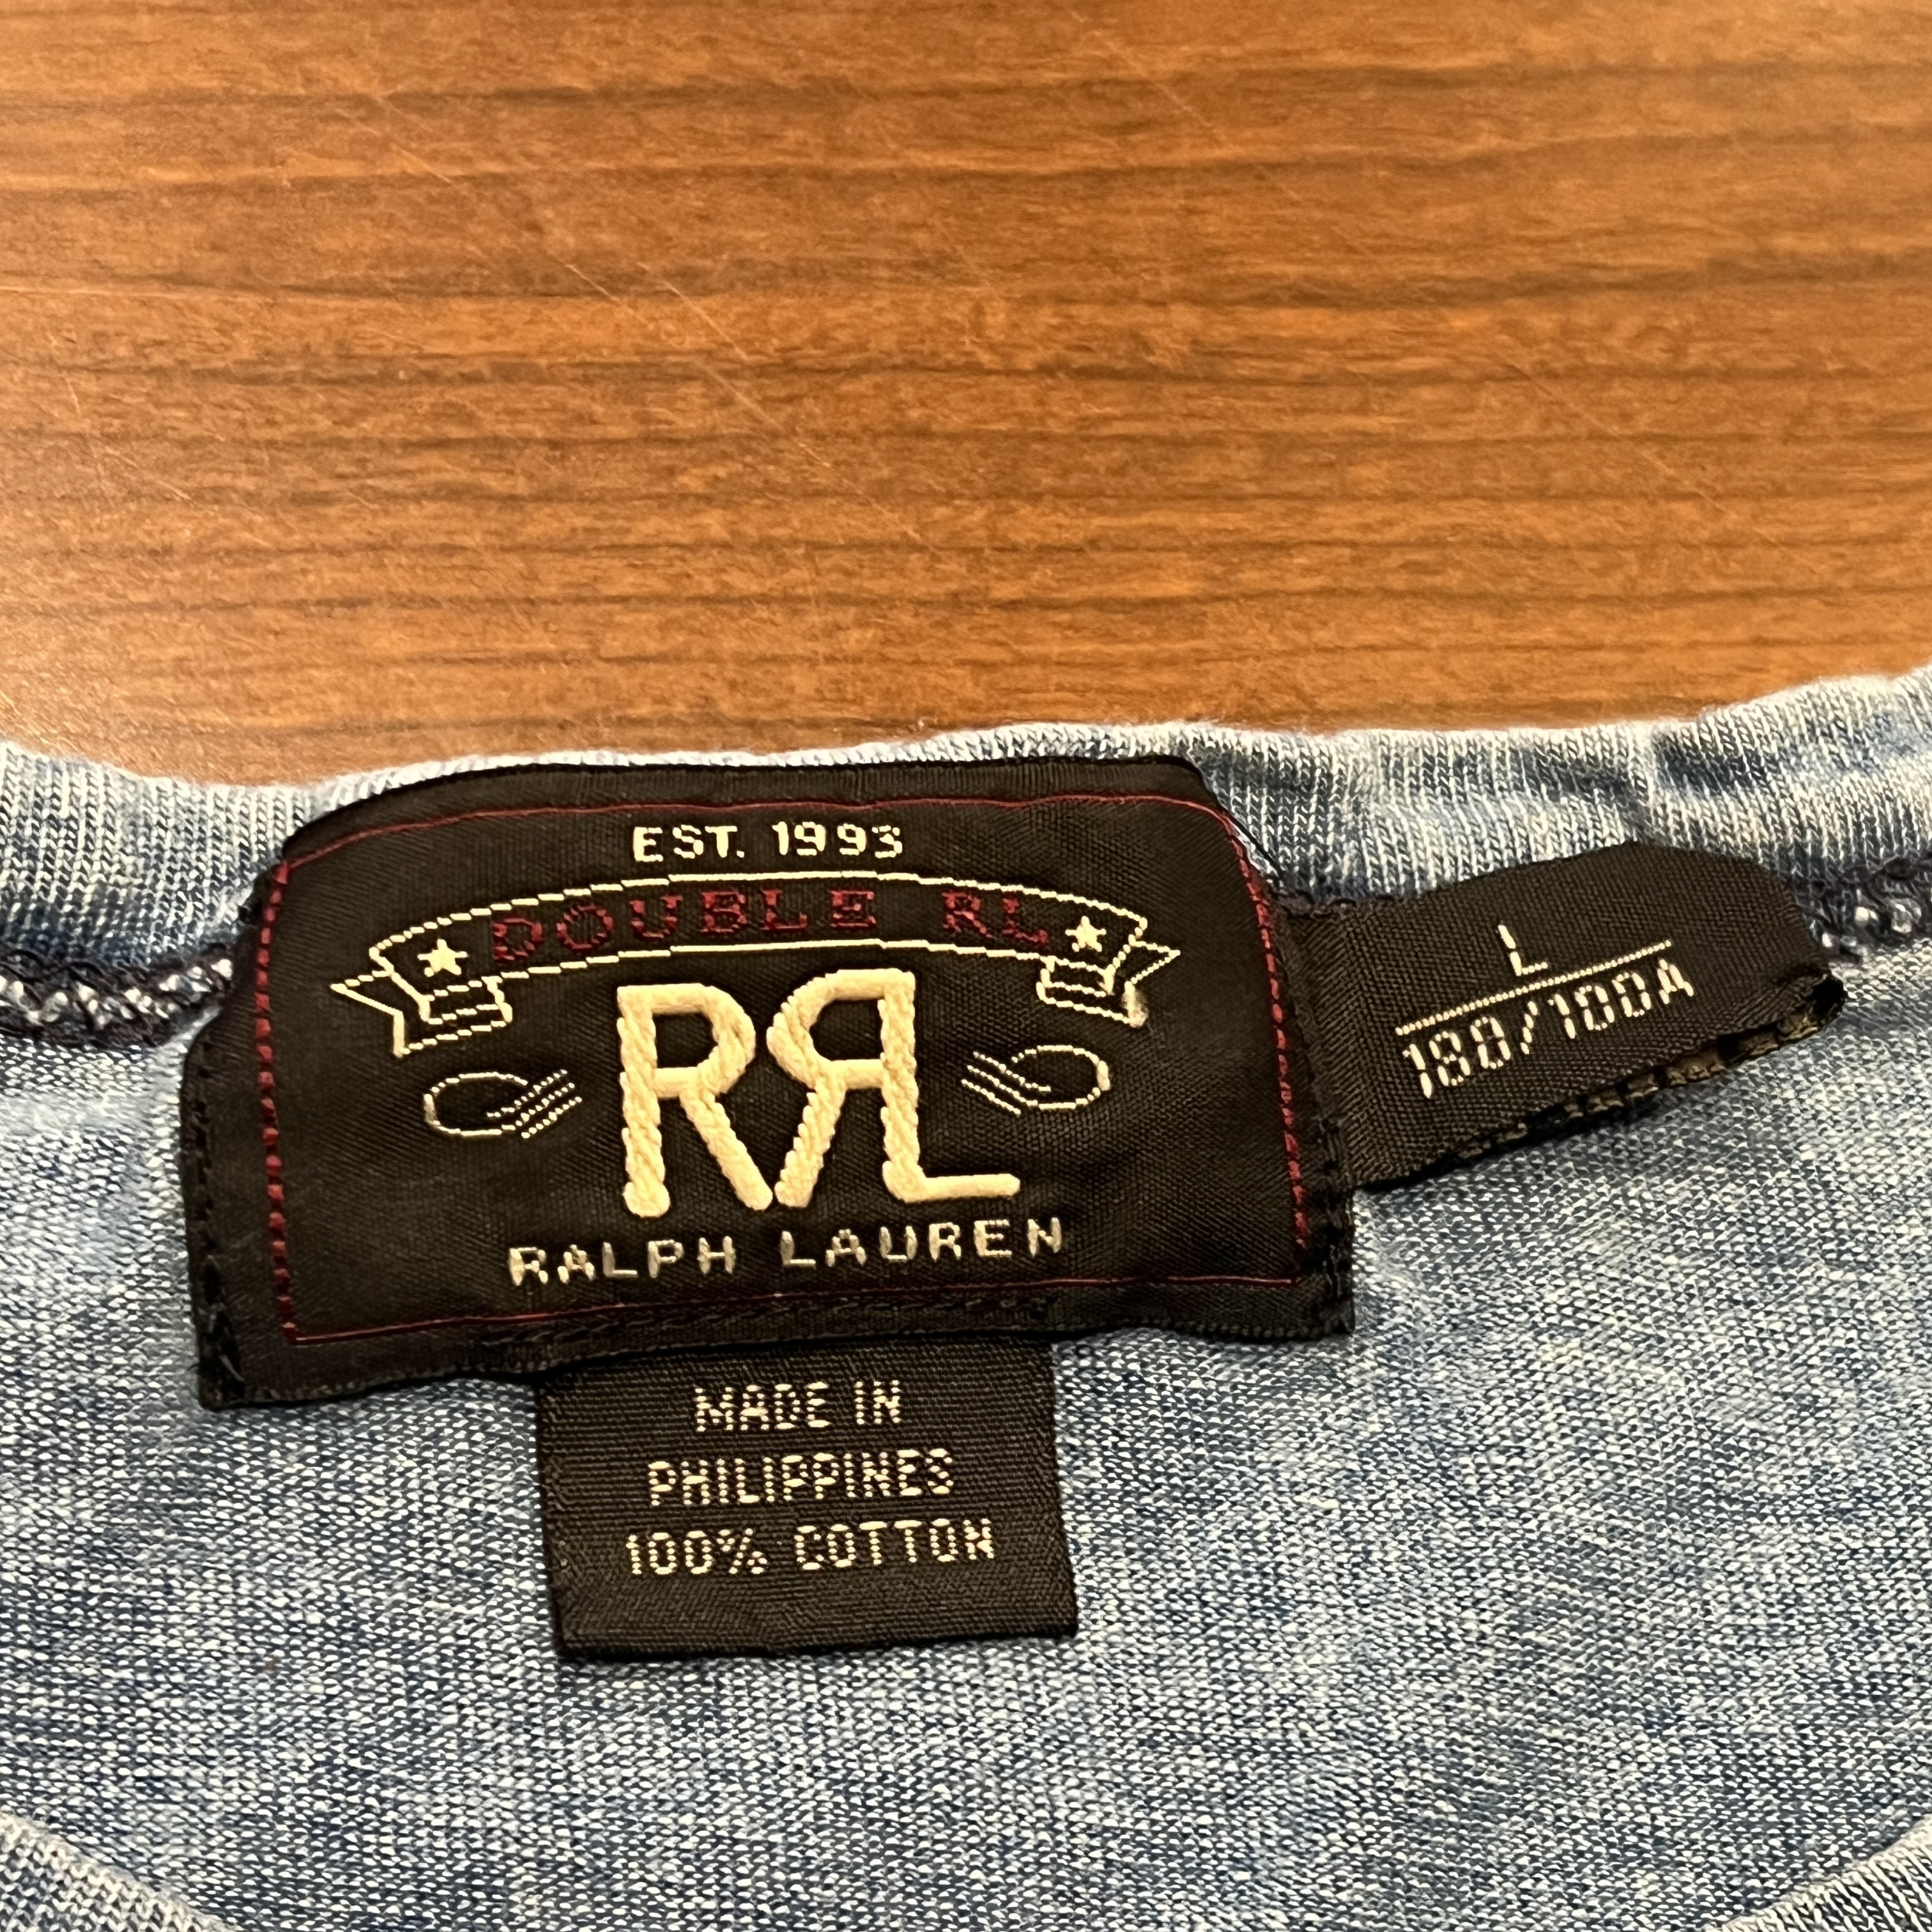 EST. 1993
DOUBLE RL
RRL
RALPH LAUREN
L
180/100A
MADE IN
PHILIPPINES
100% COTTON